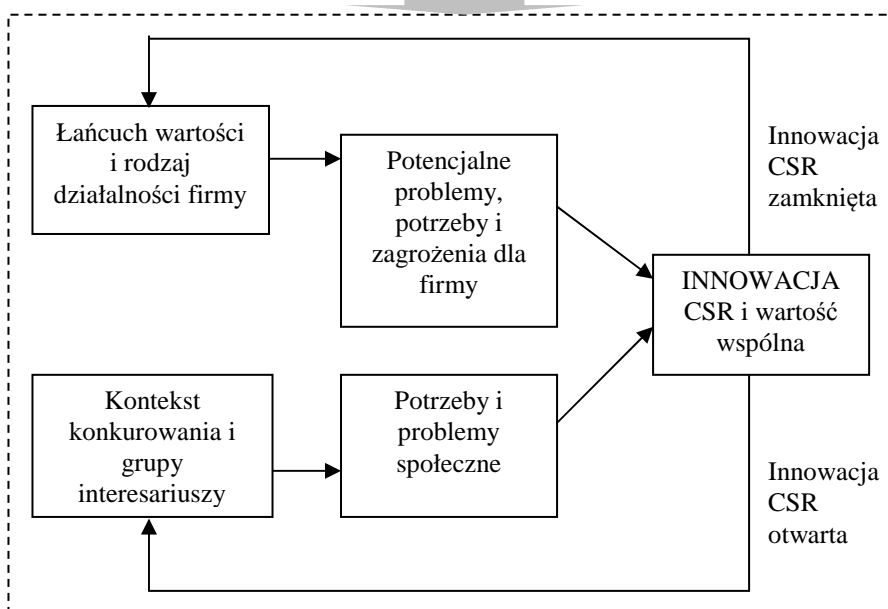 Łańcuch wartości
i rodzaj
działalności firmy
Potencjalne
problemy,
potrzeby i
zagrożenia dla
firmy
Innowacja
CSR
zamknięta
INNOWACJA
CSR i wartość
wspólna
Kontekst
konkurowania i
grupy
interesariuszy
Potrzeby i
problemy
społeczne
Innowacja
CSR
otwarta